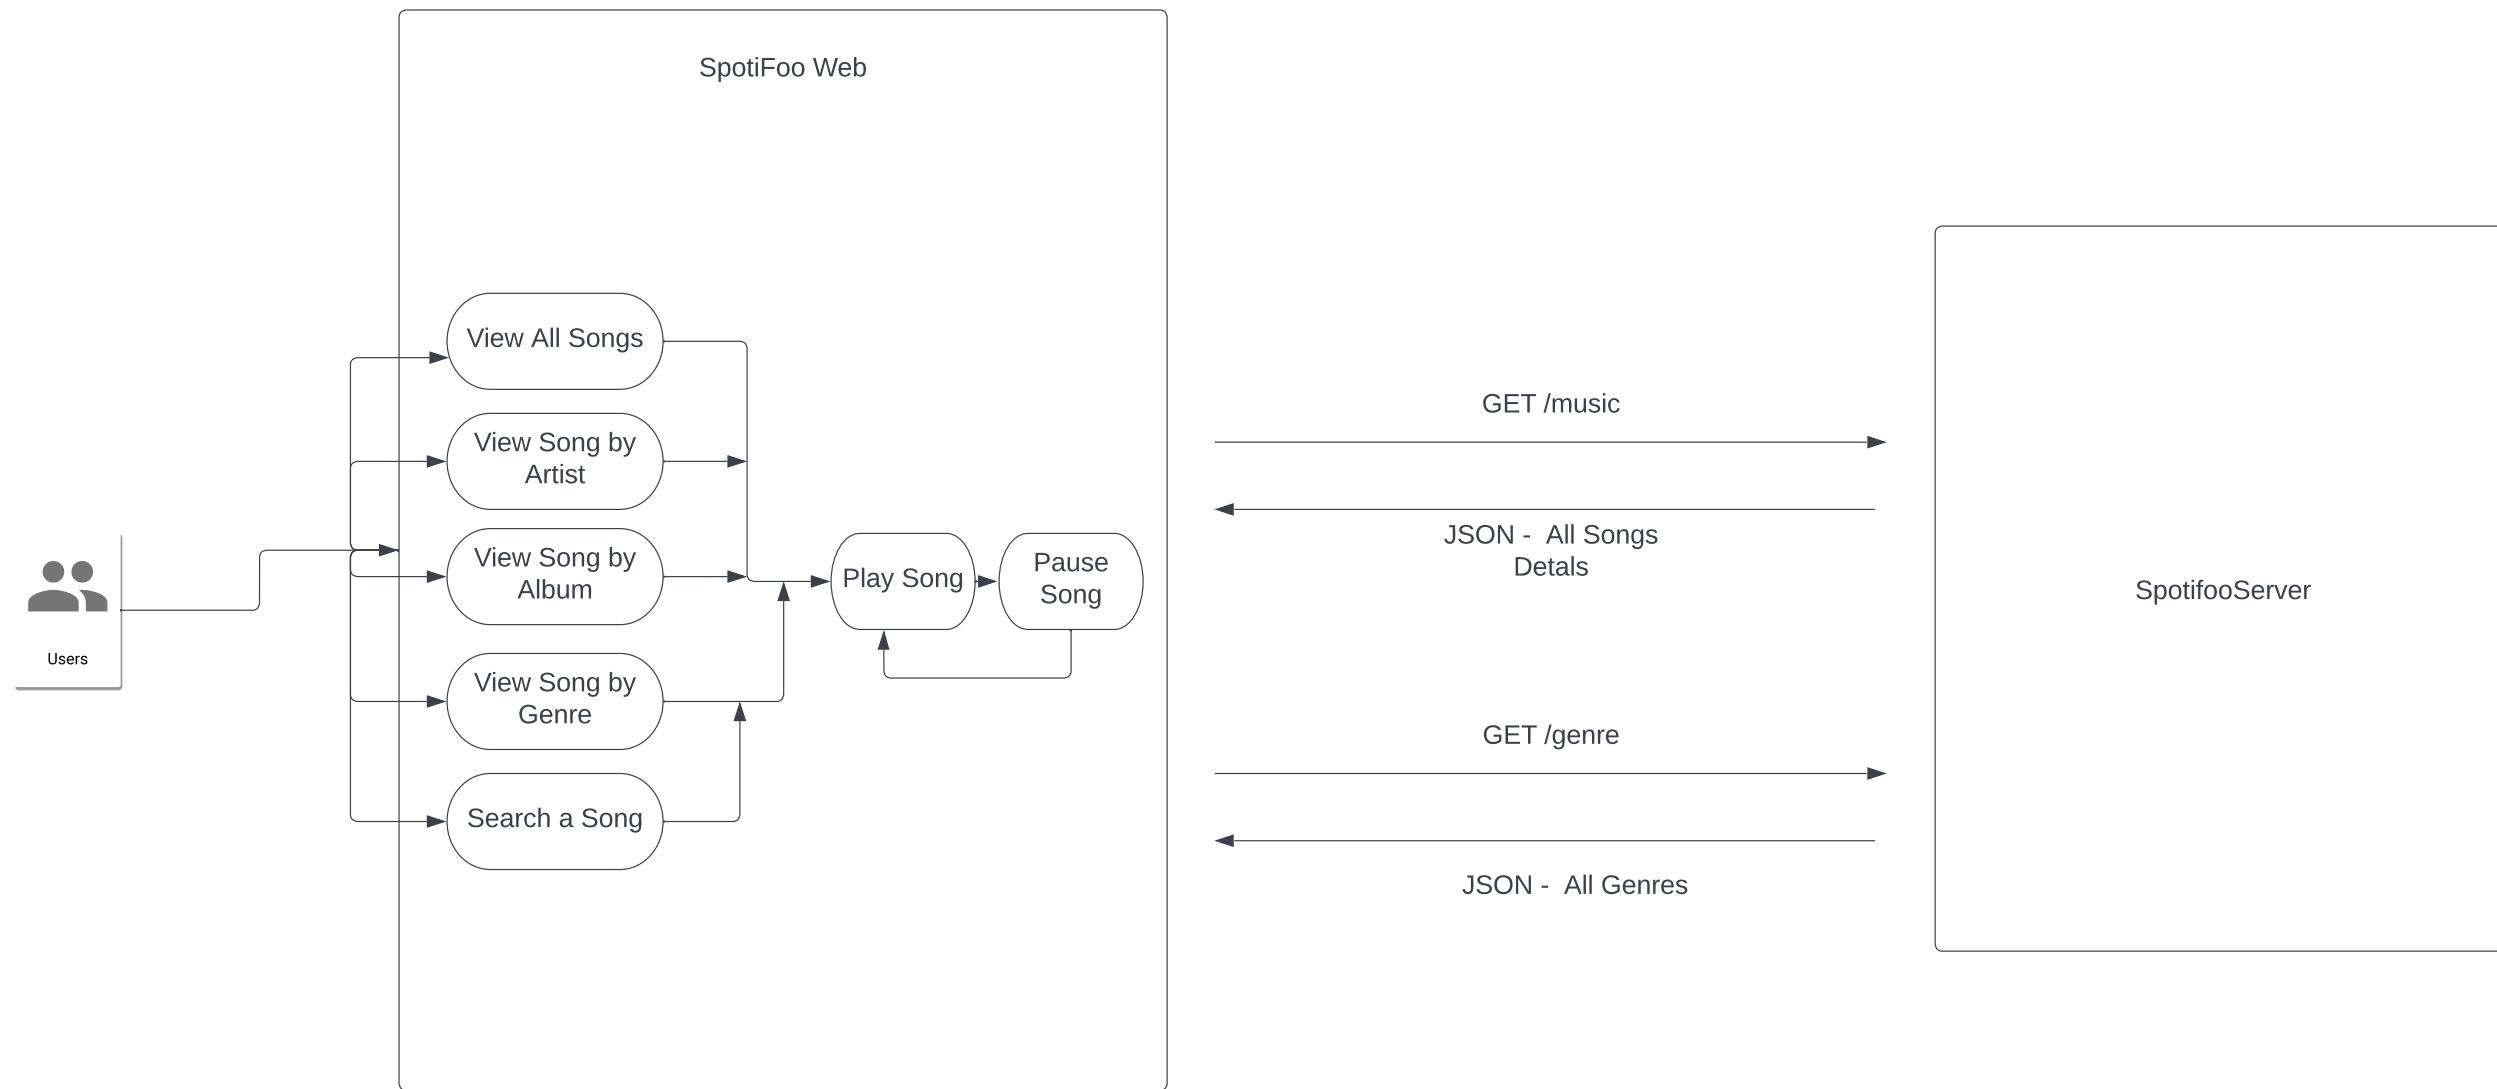 SpotiFoo Web
View All Songs
View Song by
Artist
View Song by
Album
View Song by
Genre
Search a Song
Play Song
Pause
Song
Users
GET /music
JSON -  All Songs
Detals
GET /genre
JSON -  All Genres
SpotifooServer